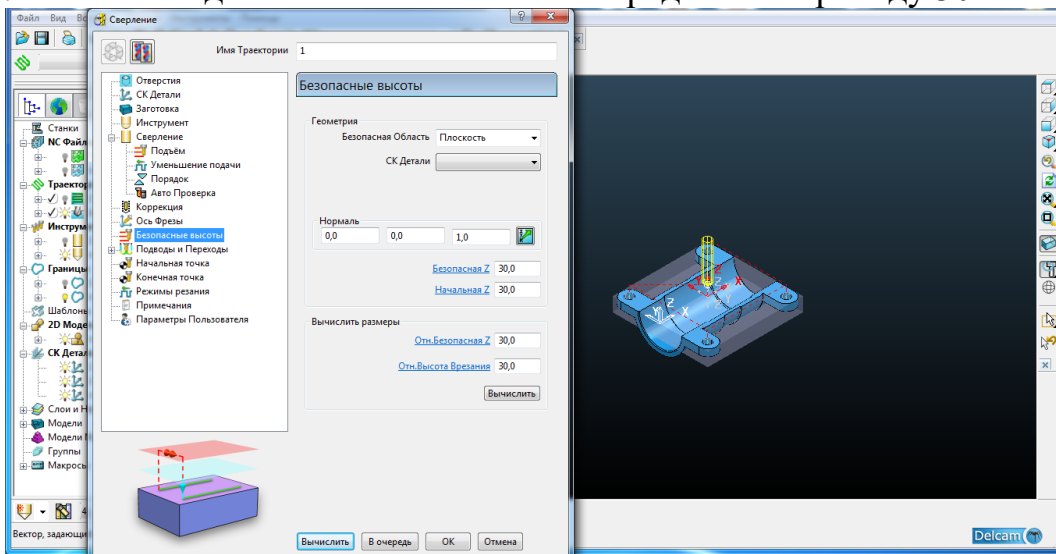 Файл Вид
Сверление
Имя Траектории 1
Отверстия
СК Детали
Заготовка
Инструмент
Сверление
Подъём
Уменьшение подачи
Порядок
Авто Проверка
Коррекция
Ось Фрезы
Безопасные высоты
Подводы и Переходы
Начальная точка
Конечная точка
Режимы резания
Примечания
Параметры Пользователя
Безопасные высоты
Геометрия
Безопасная Область Плоскость
СК Детали
Нормаль
0,0 0,0 1,0
Безопасная Z 30,0
Начальная Z 30,0
Вычислить размеры
Отн.Безопасная Z 30,0
Отн.Высота Врезания 30,0
Вычислить
Вычислить В очередь ОК Отмена
Станки
NC Файл
Траектор
Инструм
Границы
Шаблоны
2D Моде
СК Детал
Слои и Н
Модели
Модели
Группы
Макросы
Вектор, задающи
Z
X
Z
Y X
Delcam